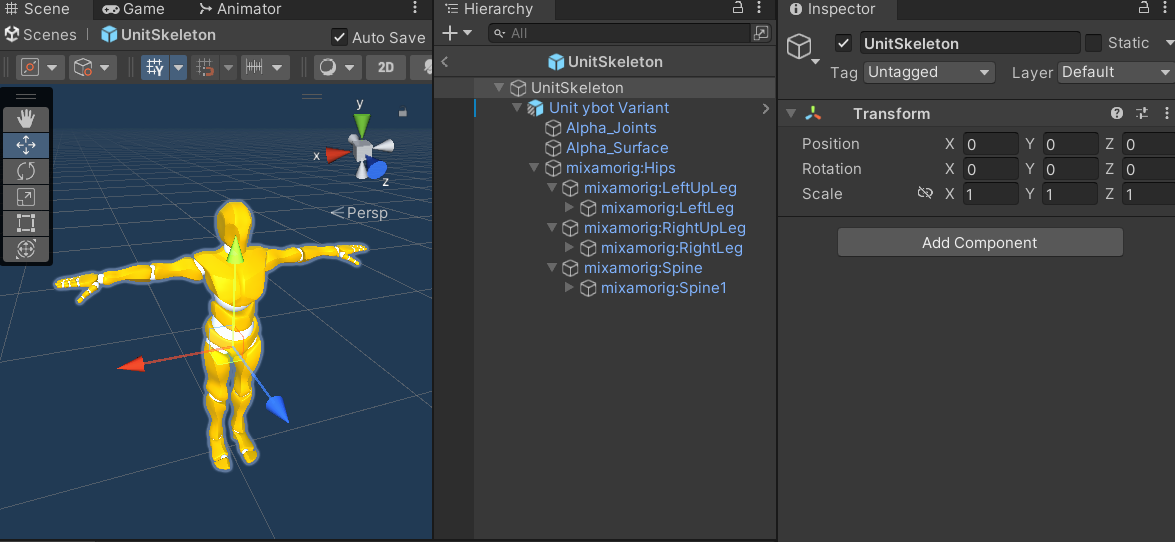 Scene Game Animator
Scenes UnitSkeleton Auto Save
2D
y
x
z
Persp
Hierarchy
All
UnitSkeleton
UnitSkeleton
Unit ybot Variant
Alpha_Joints
Alpha_Surface
mixamorig:Hips
mixamorig:LeftUpLeg
mixamorig:LeftLeg
mixamorig:RightUpLeg
mixamorig:RightLeg
mixamorig:Spine
mixamorig:Spine1
Inspector
UnitSkeleton Static
Tag Untagged Layer Default
Transform
Position X 0 Y 0 Z 0
Rotation X 0 Y 0 Z 0
Scale X 1 Y 1 Z 1
Add Component